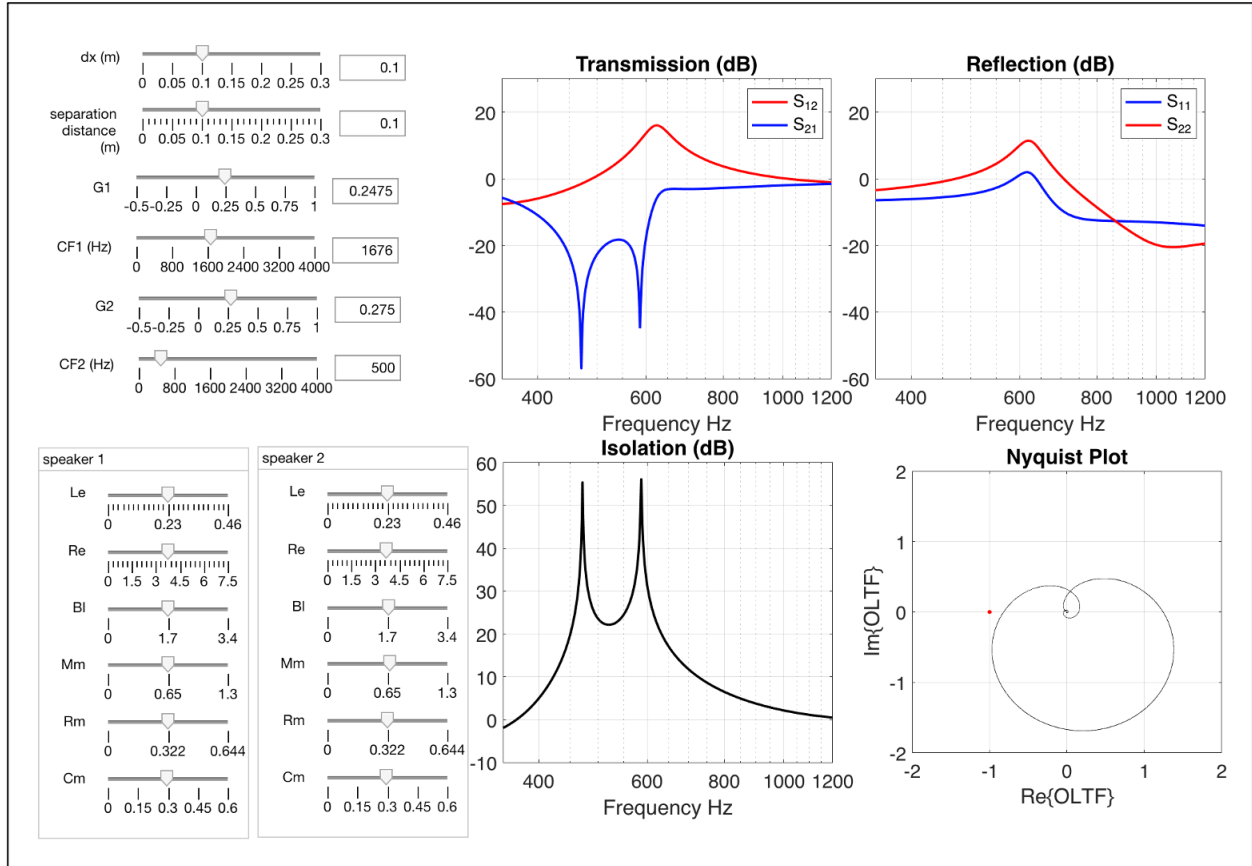 dx (m)
0 0.05 0.1 0.15 0.2 0.25 0.3
0.1
separation
distance
(m)
0 0.05 0.1 0.15 0.2 0.25 0.3
0.1
G1
-0.5 -0.25 0 0.25 0.5 0.75 1
0.2475
CF1 (Hz)
0 800 1600 2400 3200 4000
1676
G2
-0.5 -0.25 0 0.25 0.5 0.75 1
0.275
CF2 (Hz)
0 800 1600 2400 3200 4000
500
Transmission (dB)
S12
S21
20
0
-20
-40
-60
400 600 800 1000 1200
Frequency Hz
Reflection (dB)
S11
S22
20
0
-20
-40
-60
400 600 800 1000 1200
Frequency Hz
speaker 1
Le
0 0.23 0.46
Re
0 1.5 3 4.5 6 7.5
Bl
0 1.7 3.4
Mm
0 0.65 1.3
Rm
0 0.322 0.644
Cm
0 0.15 0.3 0.45 0.6
speaker 2
Le
0 0.23 0.46
Re
0 1.5 3 4.5 6 7.5
Bl
0 1.7 3.4
Mm
0 0.65 1.3
Rm
0 0.322 0.644
Cm
0 0.15 0.3 0.45 0.6
Isolation (dB)
60
50
40
30
20
10
0
-10
400 600 800 1000 1200
Frequency Hz
Nyquist Plot
Im{OLTF}
2
1
0
-1
-2
-2 -1 0 1 2
Re{OLTF}